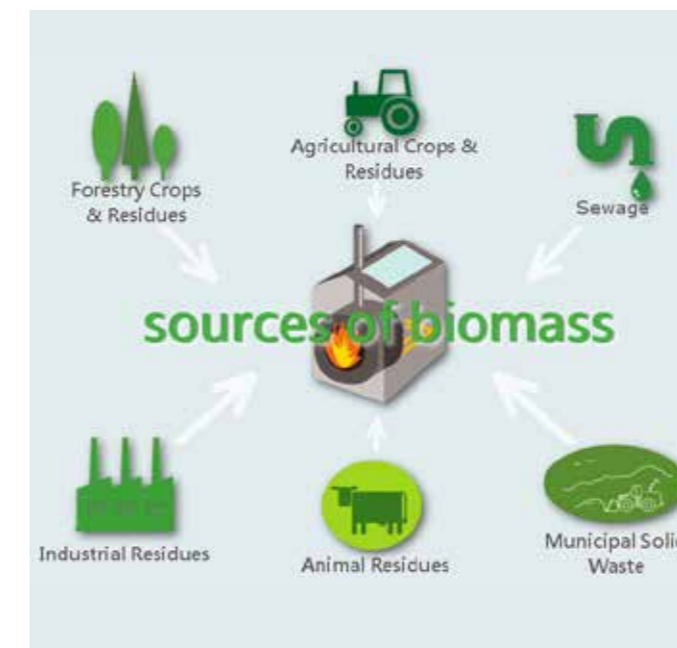 Agricultural Crops &
Residues
Forestry Crops
& Residues
Sewage
sources of biomass
Industrial Residues
Animal Residues
Municipal Soli
Waste